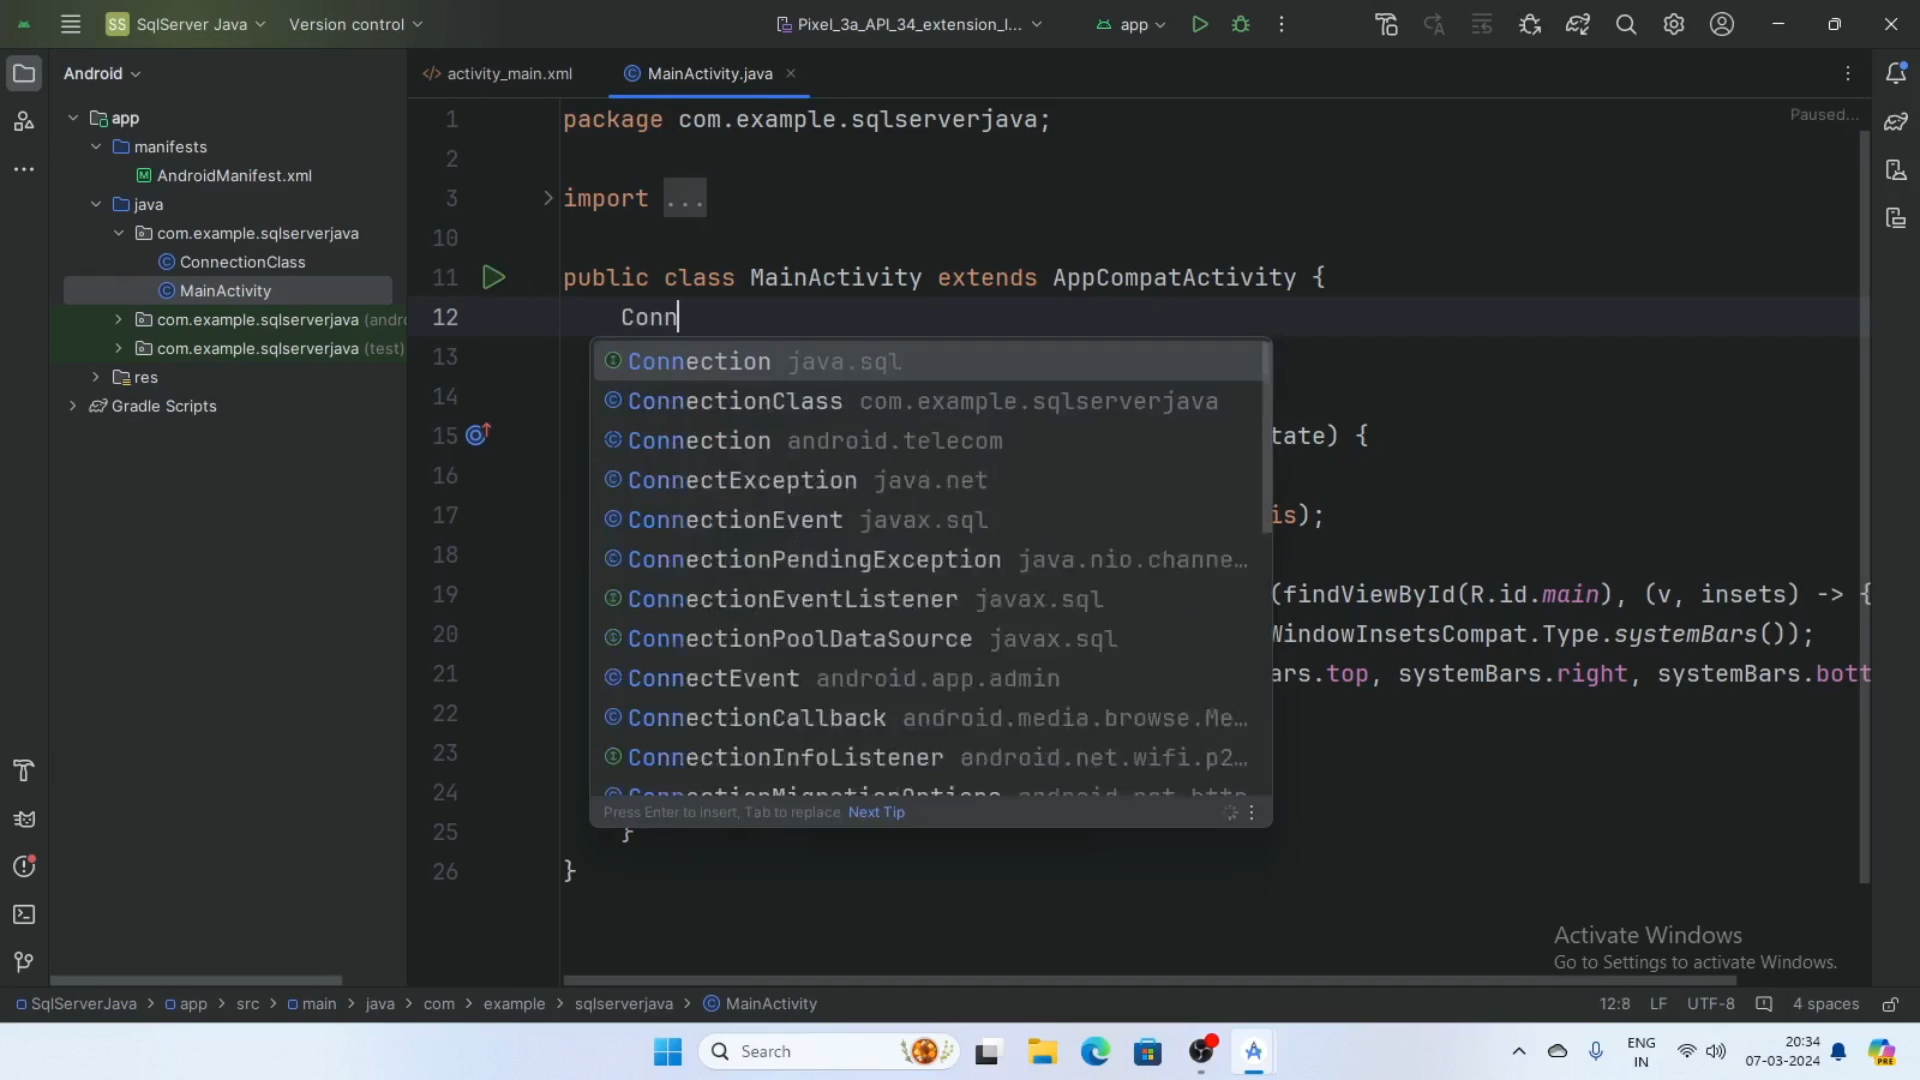 SS SqlServer Java Version control Pixel_3a_API_34_extension_l... app
Android
activity_main.xml MainActivity.java
app
manifests
AndroidManifest.xml
java
com.example.sqlserverjava
ConnectionClass
MainActivity
com.example.sqlserverjava (andro
com.example.sqlserverjava (test)
res
Gradle Scripts
Paused...
1 package com.example.sqlserverjava;
2
3 import ...
10
11 public class MainActivity extends AppCompatActivity {
12 Conn
13
14
15 tate) {
16
17 is);
18
19 (findViewById(R.id.main), (v, insets) -> {
20 WindowInsetsCompat.Type.systemBars());
21 ars.top, systemBars.right, systemBars.bott
22
23
24
25 }
26 }
Connection java.sql
ConnectionClass com.example.sqlserverjava
Connection android.telecom
ConnectException java.net
ConnectionEvent javax.sql
ConnectionPendingException java.nio.channe...
ConnectionEventListener javax.sql
ConnectionPoolDataSource javax.sql
ConnectEvent android.app.admin
ConnectionCallback android.media.browse.Me...
ConnectionInfoListener android.net.wifi.p2...
ConnectionMigrationOptions android.net.http
Press Enter to insert, Tab to replace Next Tip
Activate Windows
Go to Settings to activate Windows.
SqlServerJava > app > src > main > java > com > example > sqlserverjava > MainActivity 12:8 LF UTF-8 4 spaces
Search
ENG
IN
20:34
07-03-2024
PRE